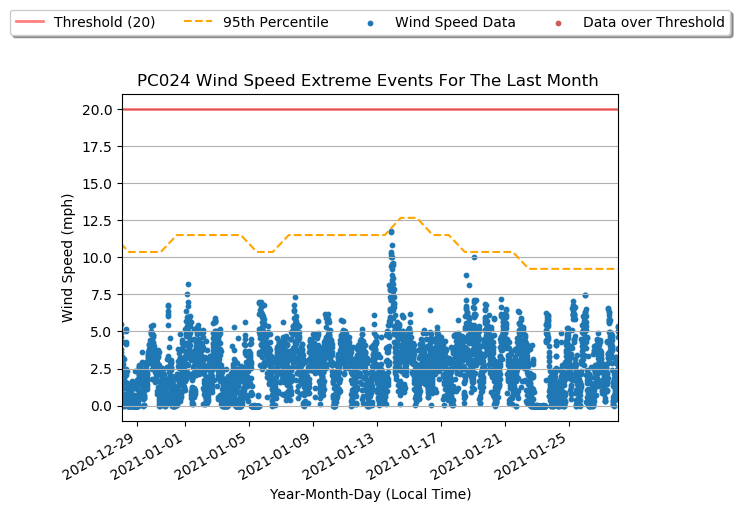 Threshold (20) 95th Percentile Wind Speed Data Data over Threshold
PC024 Wind Speed Extreme Events For The Last Month
20.0
17.5
15.0
12.5
10.0
7.5
5.0
2.5
0.0
Wind Speed (mph)
2020-12-29 2021-01-01 2021-01-05 2021-01-09 2021-01-13 2021-01-17 2021-01-21 2021-01-25
Year-Month-Day (Local Time)